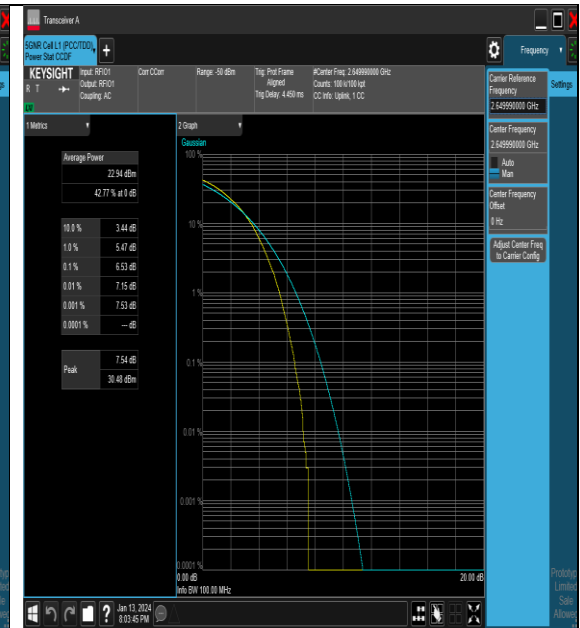 Transceiver A
5GNR Cell L1 (PCC/TDD),
Power Stat CCDF
Frequency
KEYSIGHT
R T
LV
Input: RFIO1
Output: RFIO1
Coupling: AC
Corr CCorr
Range: -50 dBm
Trig: Prot Frame
Aligned
Trig Delay: 4.450 ms
#Center Freq: 2.649990000 GHz
Counts: 100 k/100 kpt
CC Info: Uplink, 1 CC
Carrier Reference
Frequency
2.649990000 GHz
Settings
1 Metrics
2 Graph
Center Frequency
2.649990000 GHz
Auto
Man
Center Frequency
Offset
0 Hz
Adjust Center Freq
to Carrier Config
Average Power
22.94 dBm
42.77 % at 0 dB
10.0 % 3.44 dB
1.0 % 5.47 dB
0.1 % 6.53 dB
0.01 % 7.15 dB
0.001 % 7.53 dB
0.0001 % --- dB
Peak
7.54 dB
30.48 dBm
Gaussian
100 %
10 %
1 %
0.1 %
0.01 %
0.001 %
0.0001 %
0.00 dB
20.00 dB
Info BW 100.00 MHz
Jan 13, 2024
8:03:45 PM